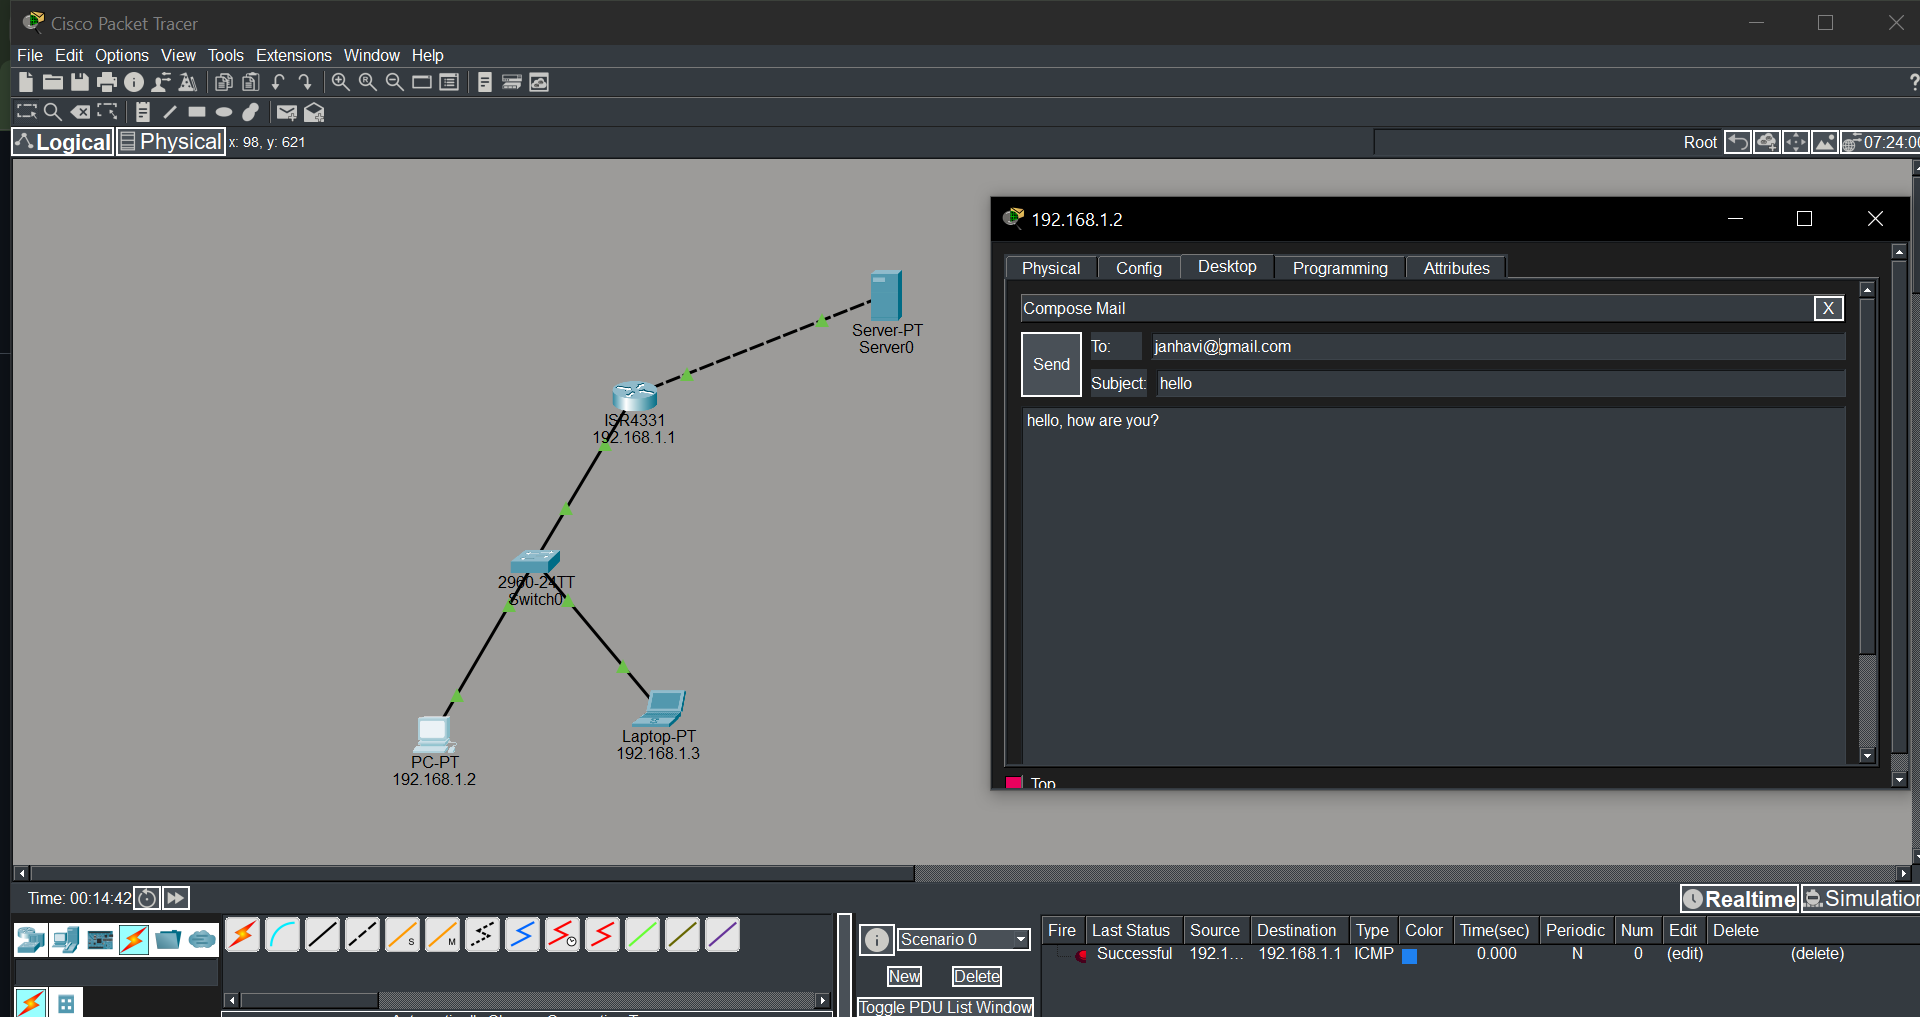 Cisco Packet Tracer
File Edit Options View Tools Extensions Window Help
Logical Physical x: 98, y: 621 Root 07:24:00
192.168.1.2
Physical Config Desktop Programming Attributes
Compose Mail X
Send
To: janhavi@gmail.com
Subject: hello
hello, how are you?
Top
Server-PT
Server0
ISR4331
192.168.1.1
2960-24TT
Switch0
Laptop-PT
192.168.1.3
PC-PT
192.168.1.2
Time: 00:14:42
Realtime Simulation
S M
Scenario 0
New Delete
Toggle PDU List Window
Fire Last Status Source Destination Type Color Time(sec) Periodic Num Edit Delete
Successful 192.1... 192.168.1.1 ICMP 0.000 N 0 (edit) (delete)